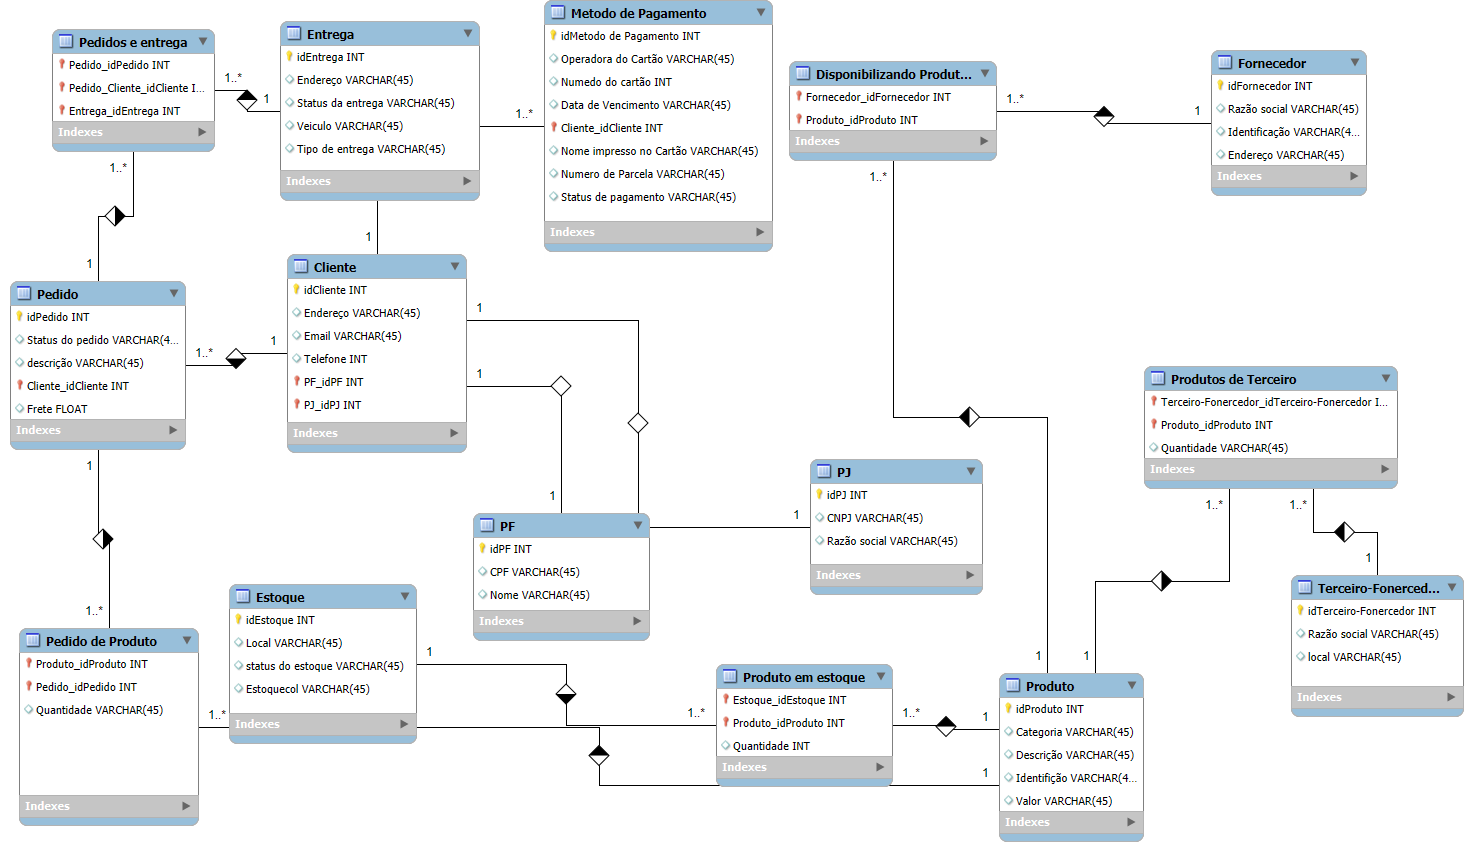 Pedidos e entrega
Pedido_idPedido INT
Pedido_Cliente_idCliente I...
Entrega_idEntrega INT
Indexes
1..*
1
1..*
1
Entrega
idEntrega INT
Endereço VARCHAR(45)
Status da entrega VARCHAR(45)
Veiculo VARCHAR(45)
Tipo de entrega VARCHAR(45)
Indexes
1..*
1
Metodo de Pagamento
idMetodo de Pagamento INT
Operadora do Cartão VARCHAR(45)
Numedo do cartão INT
Data de Vencimento VARCHAR(45)
Cliente_idCliente INT
Nome impresso no Cartão VARCHAR(45)
Numero de Parcela VARCHAR(45)
Status de pagamento VARCHAR(45)
Indexes
Disponibilizando Produt...
Fornecedor_idFornecedor INT
Produto_idProduto INT
Indexes
1..*
1
1..*
Fornecedor
idFornecedor INT
Razão social VARCHAR(45)
Identificação VARCHAR(4...
Endereço VARCHAR(45)
Indexes
Pedido
idPedido INT
Status do pedido VARCHAR(4...
descrição VARCHAR(45)
Cliente_idCliente INT
Frete FLOAT
Indexes
1..*
1
1
1..*
Cliente
idCliente INT
Endereço VARCHAR(45)
Email VARCHAR(45)
Telefone INT
PF_idPF INT
PJ_idPJ INT
Indexes
1
1
1
1
PJ
idPJ INT
CNPJ VARCHAR(45)
Razão social VARCHAR(45)
Indexes
PF
idPF INT
CPF VARCHAR(45)
Nome VARCHAR(45)
Indexes
Produtos de Terceiro
Terceiro-Fonercedor_idTerceiro-Fonercedor I...
Produto_idProduto INT
Quantidade VARCHAR(45)
Indexes
1..*
1..*
1
1
1
Terceiro-Fonerced...
idTerceiro-Fonercedor INT
Razão social VARCHAR(45)
local VARCHAR(45)
Indexes
Estoque
idEstoque INT
Local VARCHAR(45)
status do estoque VARCHAR(45)
Estoquecol VARCHAR(45)
Indexes
1
1..*
Pedido de Produto
Produto_idProduto INT
Pedido_idPedido INT
Quantidade VARCHAR(45)
Indexes
1..*
Produto em estoque
Estoque_idEstoque INT
Produto_idProduto INT
Quantidade INT
Indexes
1..*
1
1
Produto
idProduto INT
Categoria VARCHAR(45)
Descrição VARCHAR(45)
Identifição VARCHAR(4...
Valor VARCHAR(45)
Indexes